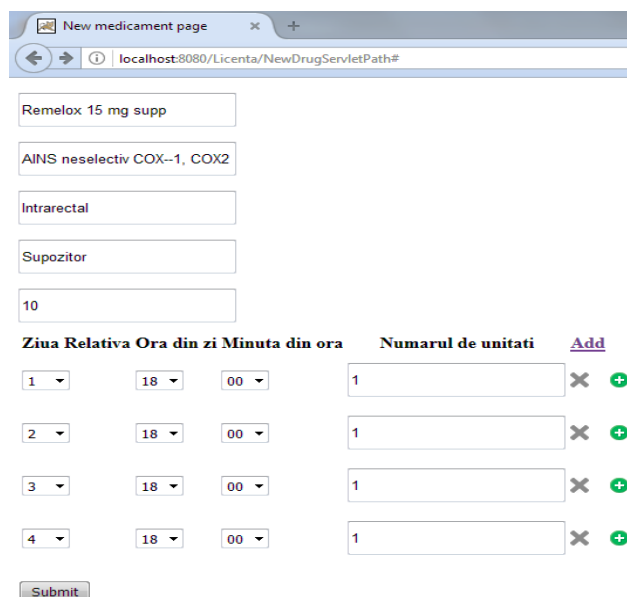 New medicament page
localhost:8080/Licenta/NewDrugServletPath#
Remelox 15 mg supp
AINS neselectiv COX--1, COX2
Intrarectal
Supozitor
10
Ziua Relativa Ora din zi Minuta din ora Numarul de unitati Add
1 18 00 1
2 18 00 1
3 18 00 1
4 18 00 1
Submit